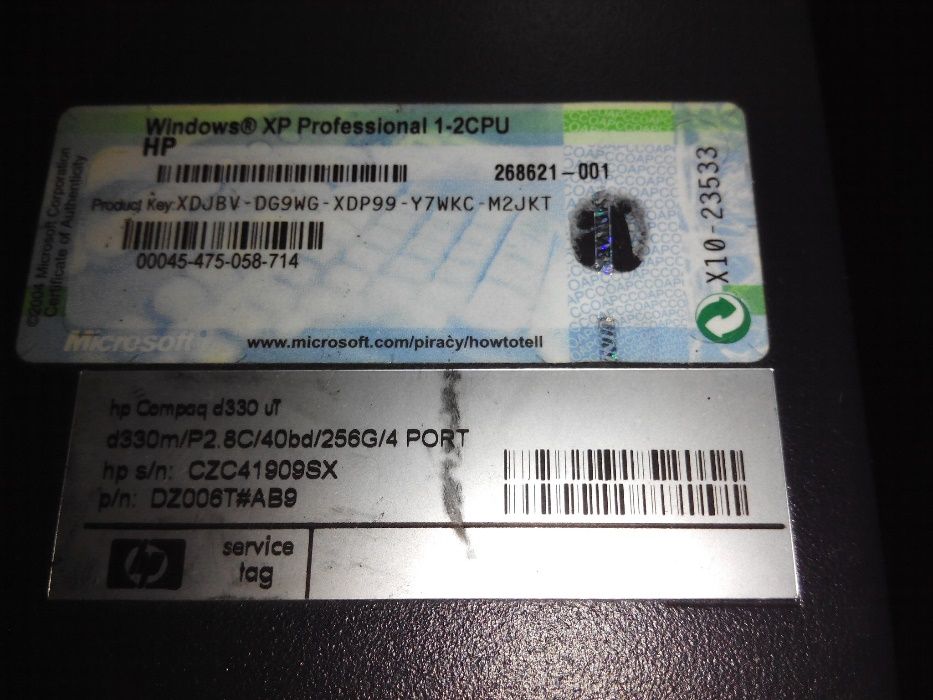 Windows® XP Professional 1-2CPU
HP
268621-001
Product Key: XDJBV-DG9WG-XDP99-Y7WKC-M2JKT
00045-475-058-714
Microsoft
www.microsoft.com/piracy/howtotell
©2004 Microsoft Corporation
Certificate of Authenticity
X10-23533
hp Compaq d330 uT
d330m/P2.8C/40bd/256G/4 PORT
hp s/n: CZC41909SX
p/n: DZ006T#AB9
hp
service
tag